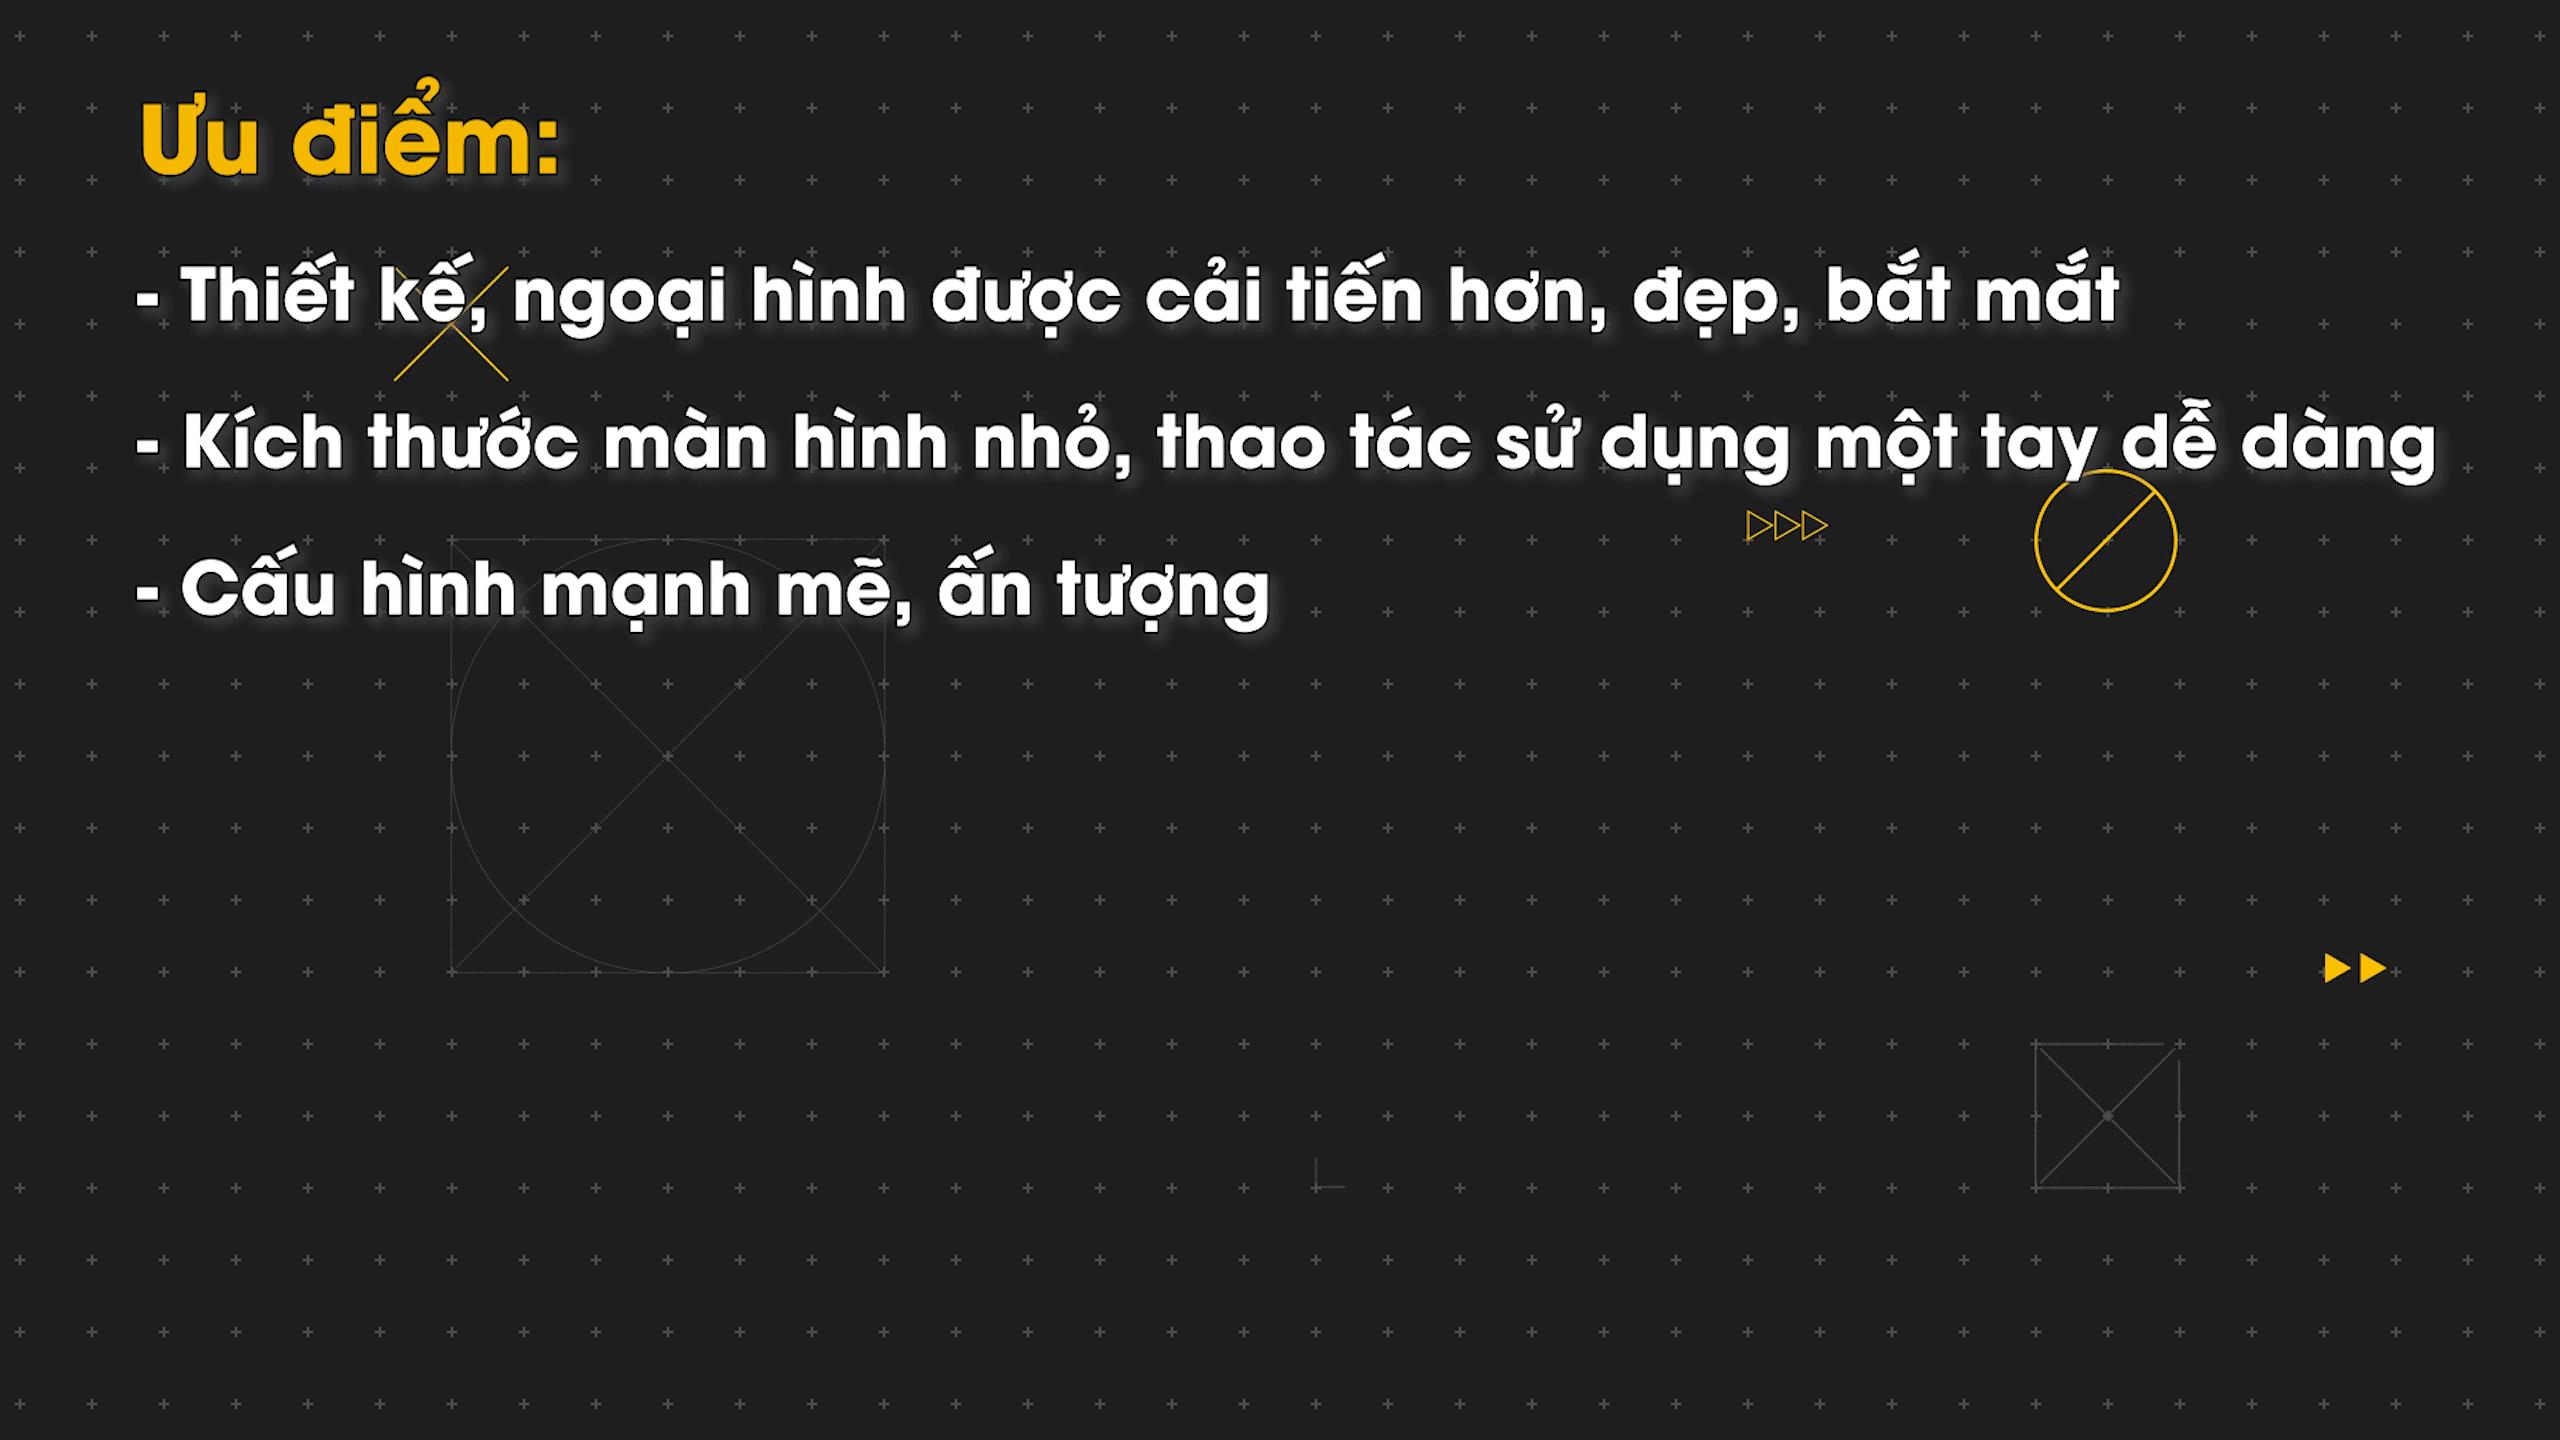 Ưu điểm:
- Thiết kế, ngoại hình được cải tiến hơn, đẹp, bắt mắt
- Kích thước màn hình nhỏ, thao tác sử dụng một tay dễ dàng
- Cấu hình mạnh mẽ, ấn tượng